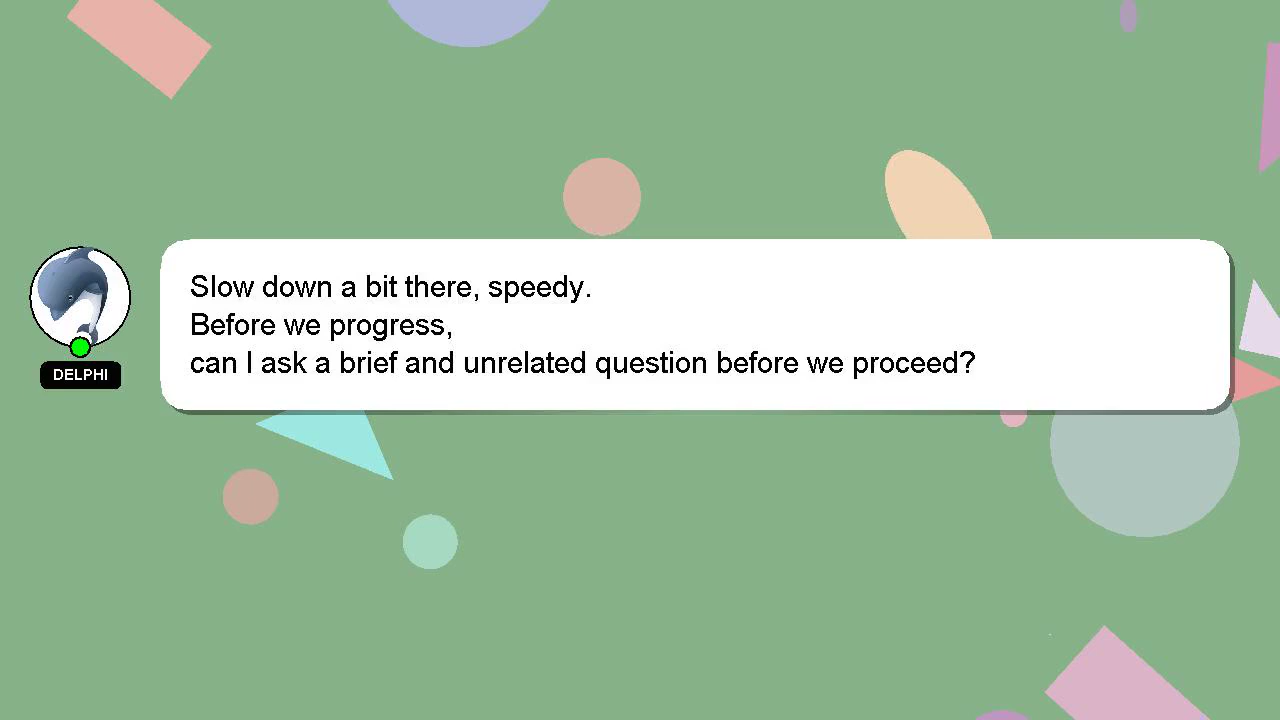 Slow down a bit there, speedy.
Before we progress,
can I ask a brief and unrelated question before we proceed?
DELPHI